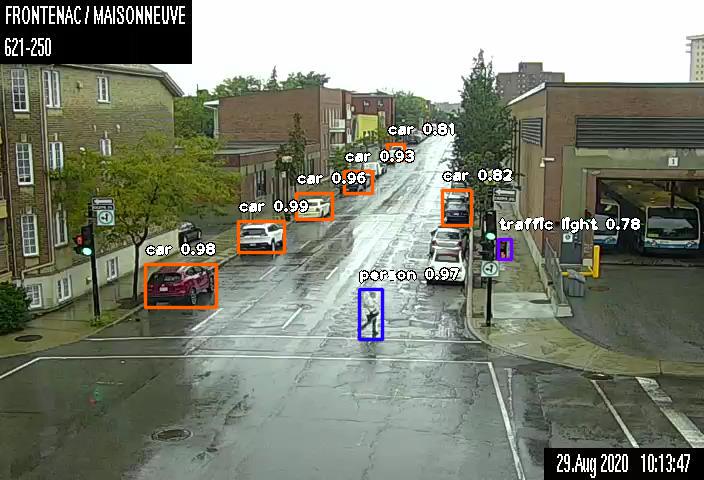 FRONTENAC / MAISONNEUVE
621-250
car 0.81
car 0.93
car 0.96
car 0.82
car 0.99
traffic light 0.78
car 0.98
person 0.97
1
29.Aug 2020 10:13:47